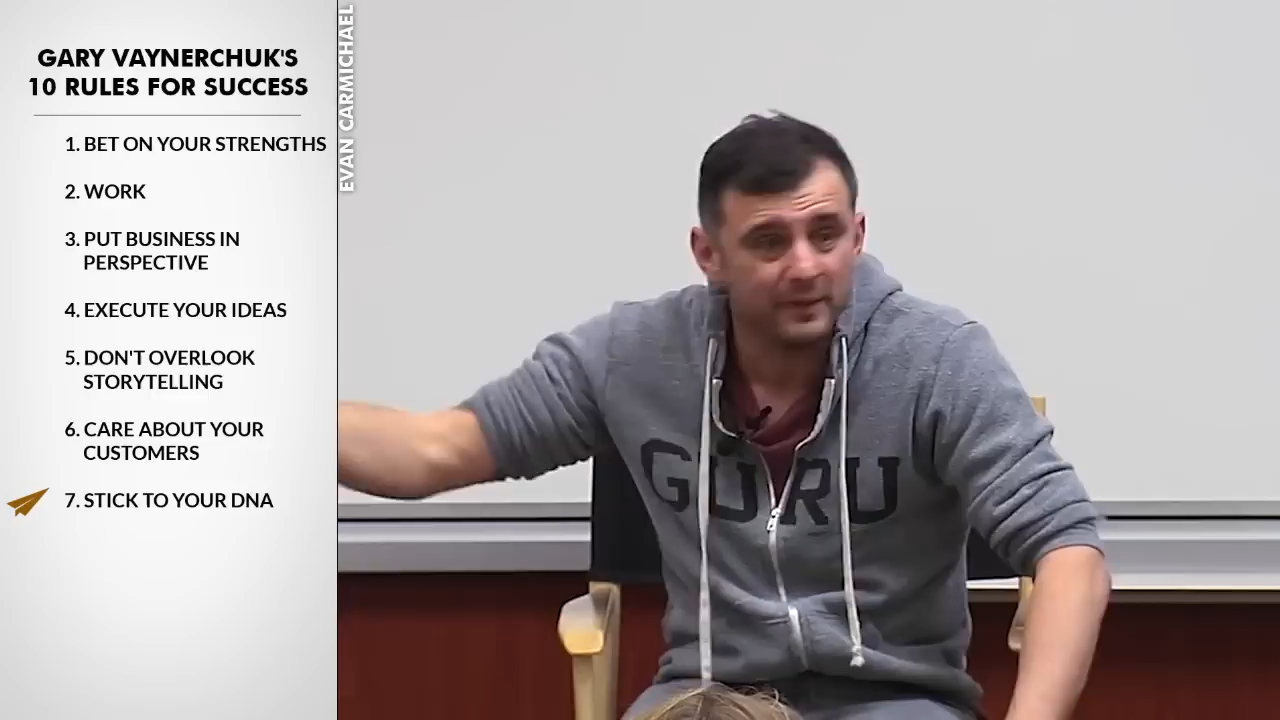 GARY VAYNERCHUK'S
10 RULES FOR SUCCESS
1. BET ON YOUR STRENGTHS
2. WORK
3. PUT BUSINESS IN
PERSPECTIVE
4. EXECUTE YOUR IDEAS
5. DON'T OVERLOOK
STORYTELLING
6. CARE ABOUT YOUR
CUSTOMERS
7. STICK TO YOUR DNA
EVAN CARMICHAEL
GURU